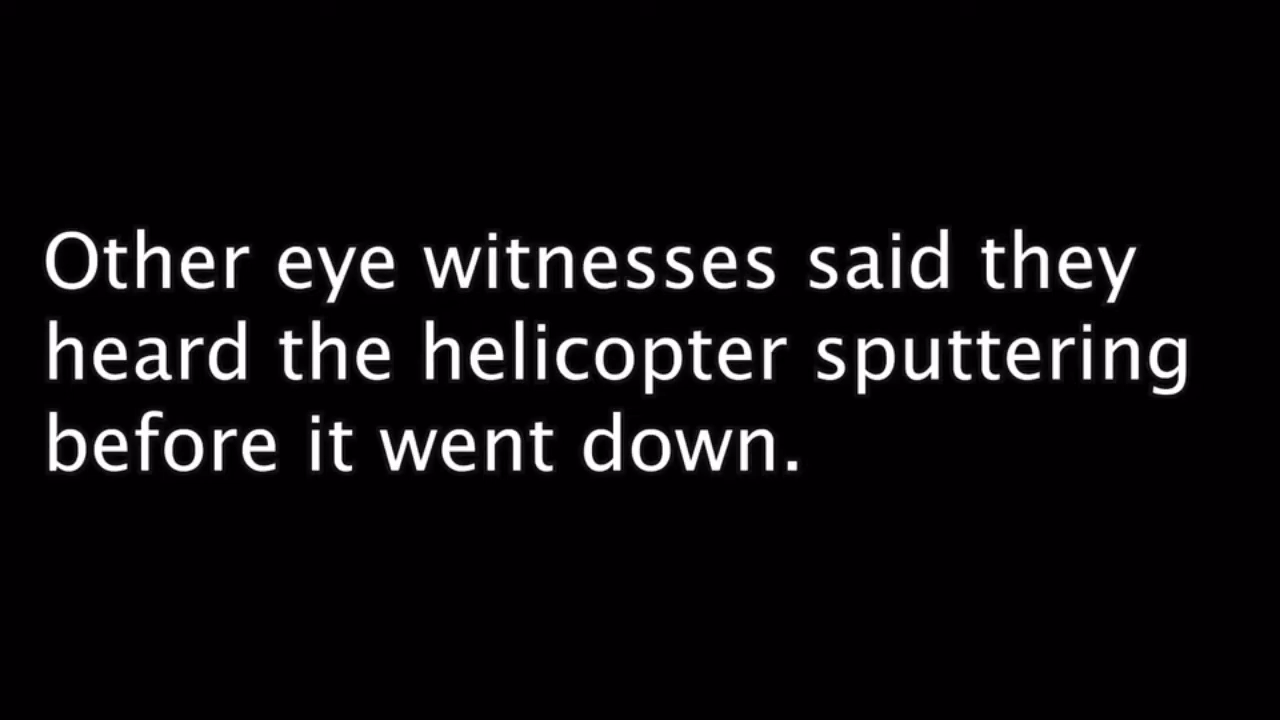 Other eye witnesses said they
heard the helicopter sputtering
before it went down.